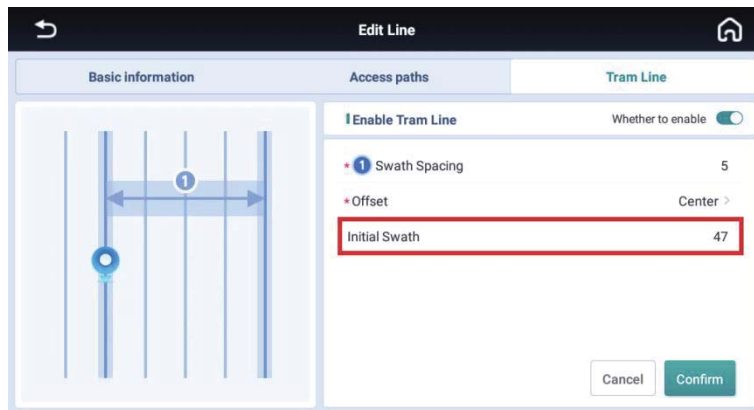 Edit Line
Basic information Access paths Tram Line
Enable Tram Line Whether to enable
* 1 Swath Spacing 5
1
* Offset Center >
Initial Swath 47
Cancel Confirm